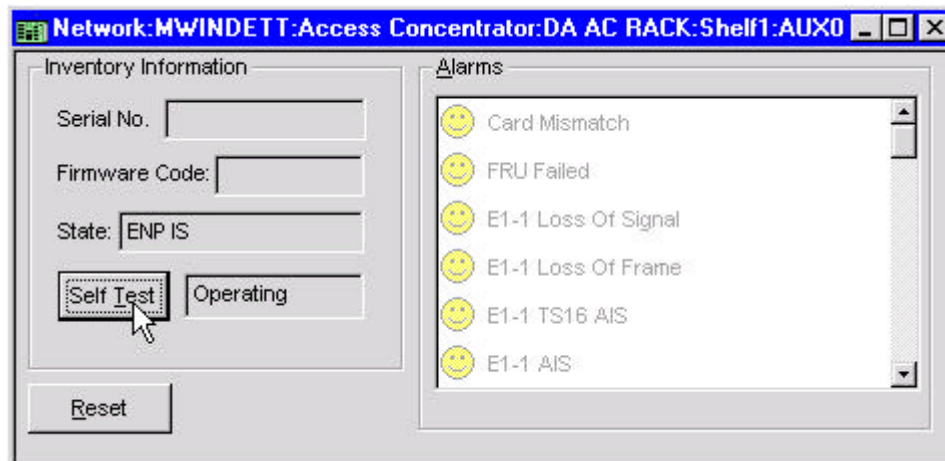 Network:MWINDETT:Access Concentrator:DA AC RACK:Shelf1:AUX0
Inventory Information
Serial No.
Firmware Code:
State: ENP IS
Self Test Operating
Reset
Alarms
Card Mismatch
FRU Failed
E1-1 Loss Of Signal
E1-1 Loss Of Frame
E1-1 TS16 AIS
E1-1 AIS